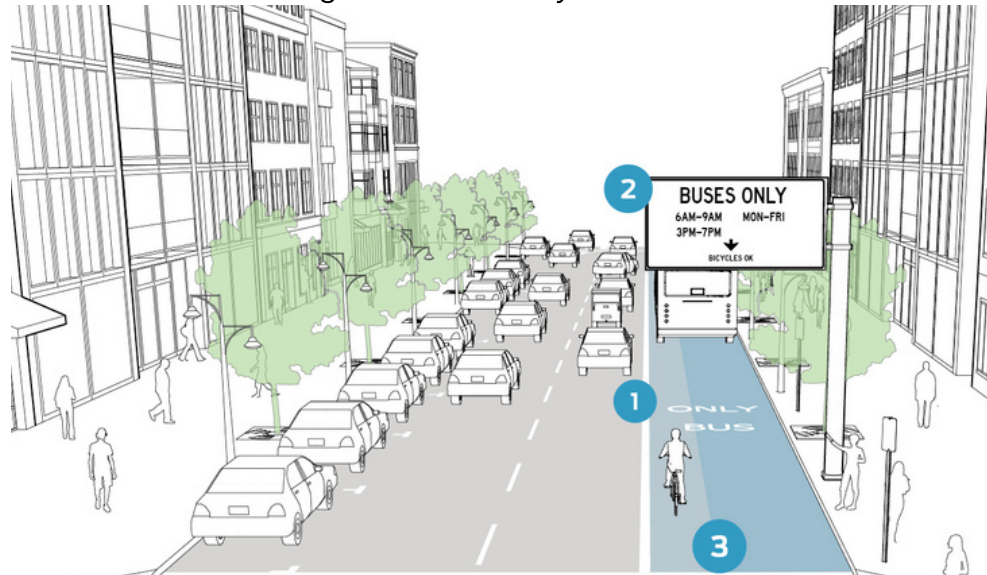 2
BUSES ONLY
6AM-9AM MON-FRI
3PM-7PM
BICYCLES OK
1
ONLY
BUS
3